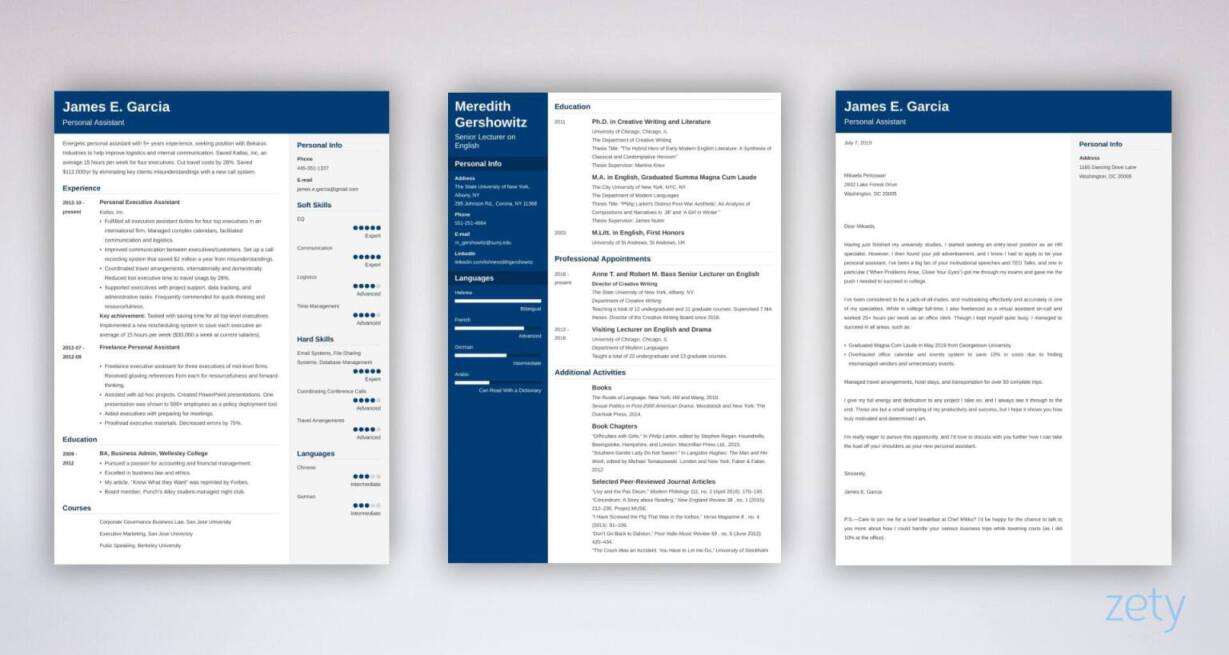 James E. Garcia
Personal Assistant
Energetic personal assistant with 6+ years experience, seeking position with Bekaras
Industries to help improve logistics and internal communication. Saved Kallas, Inc. an
average 15 hours per week for four executives. Cut travel costs by 28%. Saved
$112,000/yr by eliminating key clients misunderstandings with a new call system.
Experience
2013-10 -
present
Personal Executive Assistant
Kallas, Inc.
• Fulfilled all executive assistant duties for four top executives in an
international firm. Managed complex calendars, facilitated
communication and logistics.
• Improved communication between executives/customers. Set up a call
recording system that saved $2 million a year from misunderstandings.
• Coordinated travel arrangements, internationally and domestically.
Reduced lost executive time to travel snags by 28%.
• Supported executives with project support, data tracking, and
administrative tasks. Frequently commended for quick thinking and
resourcefulness.
Key achievement: Tasked with saving time for all top-level executives.
Implemented a new rescheduling system to save each executive an
average of 15 hours per week ($30,000 a week at current salaries).
2012-07 -
2012-09
Freelance Personal Assistant
• Freelance executive assistant for three executives of mid-level firms.
Received glowing references from each for resourcefulness and forward-
thinking.
• Assisted with ad-hoc projects. Created PowerPoint presentations. One
presentation was shown to 500+ employees as a policy deployment tool.
• Aided executives with preparing for meetings.
• Proofread executive materials. Decreased errors by 75%.
Education
2009 -
2012
BA, Business Admin, Wellesley College
• Pursued a passion for accounting and financial management.
• Excelled in business law and ethics.
• My article, "Know What They Want" was reprinted by Forbes.
• Board member, Punch's Alley student-managed night club.
Courses
Corporate Governance Business Law, San Jose University
Executive Marketing, San Jose University
Public Speaking, Berkeley University
Personal Info
Phone
E-mail
james.e.garcia@gmail.com
Soft Skills
EQ
Expert
Communication
Expert
Logistics
Advanced
Time Management
Advanced
Hard Skills
Email Systems, File-Sharing
Systems, Database Management
Expert
Coordinating Conference Calls
Advanced
Travel Arrangements
Advanced
Languages
Chinese
Intermediate
German
Intermediate
Meredith
Gershowitz
Senior Lecturer on
English
Personal Info
Address
The State University of New York,
Albany, NY
295 Johnson Rd., Corona, NY 11368
Phone
551-251-4664
E-mail
m_gershowitz@suny.edu
LinkedIn
linkedin.com/in/meredithgershowitz
Languages
Hebrew
Bilingual
French
Advanced
German
Intermediate
Arabic
Can Read With a Dictionary
Education
2011
Ph.D. in Creative Writing and Literature
University of Chicago, Chicago, IL
The Department of Creative Writing
Thesis Title: "The Hybrid Hero of Early Modern English Literature: A Synthesis of
Classical and Contemplative Heroism"
Thesis Supervisor: Martina Knox
M.A. in English, Graduated Summa Magna Cum Laude
The City University of New York, NYC, NY
The Department of Modern Languages
Thesis Title: "Philip Larkin's Distinct Post-War Aesthetic: An Analysis of
Compositions and Narratives in 'Jill' and 'A Girl in Winter'"
Thesis Supervisor: James
2003
M.Litt. in English, First Honors
University of St Andrews, St Andrews, UK
Professional Appointments
2016 -
present
Anne T. and Robert M. Bass Senior Lecturer on English
Director of Creative Writing
The State University of New York, Albany, NY
Department of Creative Writing
Teaching a total of 12 undergraduate and 11 graduate courses. Supervised 7 MA
theses. Director of the Creative Writing Board since 2018.
2012 -
2016
Visiting Lecturer on English and Drama
University of Chicago, Chicago, IL
Department of Modern Languages
Taught a total of 23 undergraduate and 13 graduate courses.
Additional Activities
Books
The Rustle of Language, New York: Hill and Wang, 2018.
Sexual Politics in Post-2000 American Drama. Woodstock and New York: The
Overlook Press, 2014.
Book Chapters
"Difficulties with Girls," in Philip Larkin, edited by Stephen Regan. Houndmills,
Basingstoke, Hampshire, and London: Macmillan Press Ltd., 2015.
"Southern Gentle Lady Do Not Swoon." in Langston Hughes: The Man and His
Work, edited by Michael Tomaszewski. London and New York: Faber & Faber,
2012
Selected Peer-Reviewed Journal Articles
"Livy and the Pax Deum," Modern Philology 111, no. 2 (April 2016): 170–195.
"Conundrum: A Story about Reading," New England Review 38 , no. 1 (2015):
212–230. Project MUSE.
"I Have Screwed the Pig That Was in the Icebox," Verse Magazine 8 , no. 4
(2013): 91–109.
"Don't Go Back to Dalston," Poor Indie Music Review 69 , no. 5 (June 2012):
420–434.
"The Couch Was an Accident. You Have to Let Me Go," University of Stockholm
James E. Garcia
Personal Assistant
July 7, 2019
Mikaela Pettrower
2902 Lake Forest Drive
Washington, DC 20005
Dear Mikaela,
Having just finished my university studies, I started seeking an entry-level position as an HR
specialist. However, I then found your job advertisement, and I knew I had to apply to be your
personal assistant. I've been a big fan of your motivational speeches and TED Talks, and one in
particular ("When Problems Arise, Close Your Eyes") got me through my exams and gave me the
push I needed to succeed in college.
I've been considered to be a jack-of-all-trades, and multitasking effectively and accurately is one
of my specialties. While in college full-time, I also freelanced as a virtual assistant on-call and
worked 25+ hours per week as an office clerk. Though I kept myself quite busy, I managed to
succeed in all areas, such as:
• Graduated Magna Cum Laude in May 2019 from Georgetown University.
• Overhauled office calendar and events system to save 10% in costs due to finding
mismanaged vendors and unnecessary events.
Managed travel arrangements, hotel stays, and transportation for over 50 complete trips.
I give my full energy and dedication to any project I take on, and I always see it through to the
end. These are but a small sampling of my productivity and success, but I hope it shows you how
truly motivated and determined I am.
I'm really eager to pursue this opportunity, and I'd love to discuss with you further how I can take
the load off your shoulders as your new personal assistant.
Sincerely,
James E. Garcia
P.S.—Care to join me for a brief breakfast at Chef Mikko? I'd be happy for the chance to talk to
you more about how I could handle your serious business trips while lowering costs (as I did
10% at the office).
Personal Info
Address
1165 Dancing Dove Lane
Washington, DC 20005
zety